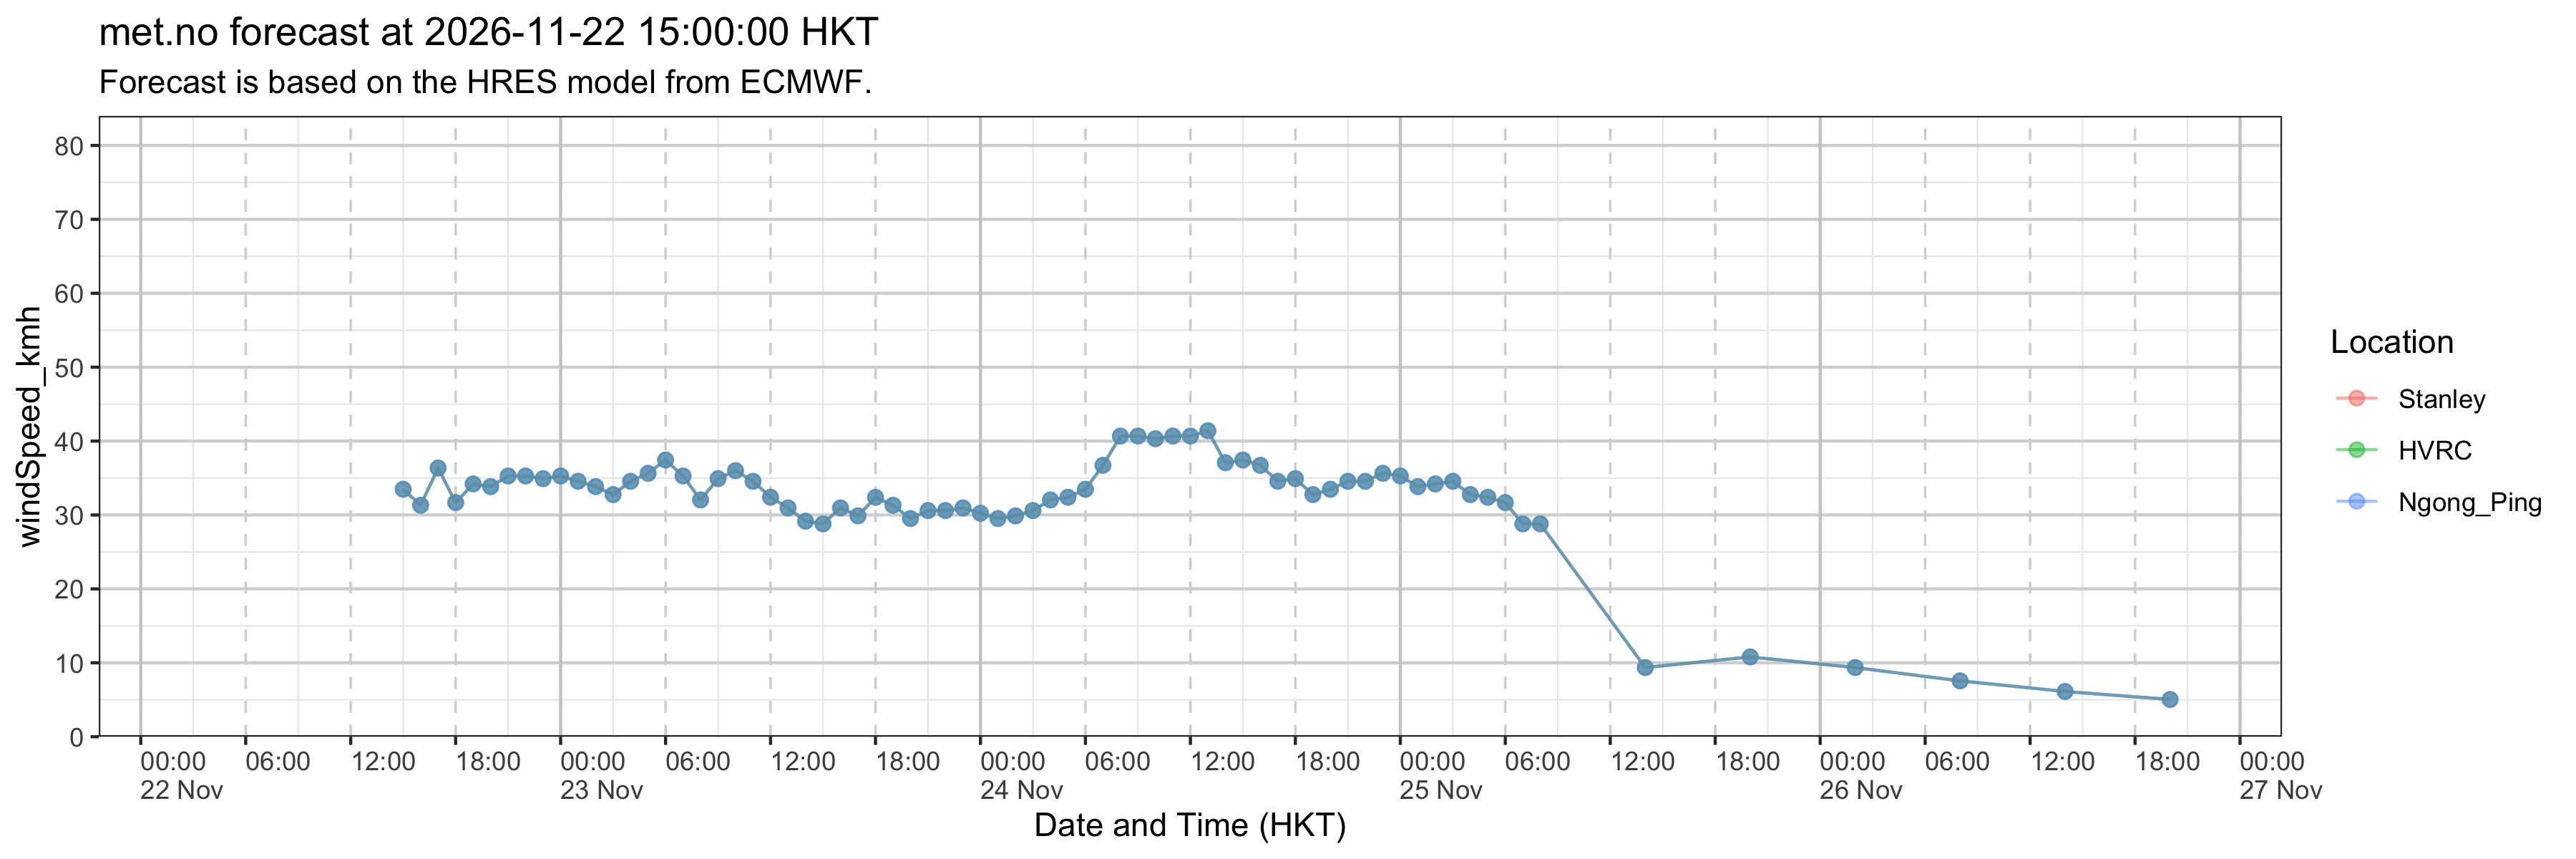 met.no forecast at 2026-11-22 15:00:00 HKT
Forecast is based on the HRES model from ECMWF.
windSpeed_kmh
80
70
60
50
40
30
20
10
0
00:00 06:00 12:00 18:00 00:00 06:00 12:00 18:00 00:00 06:00 12:00 18:00 00:00 06:00 12:00 18:00 00:00 06:00 12:00 18:00 00:00
22 Nov 23 Nov 24 Nov 25 Nov 26 Nov 27 Nov
Date and Time (HKT)
Location
Stanley
HVRC
Ngong_Ping